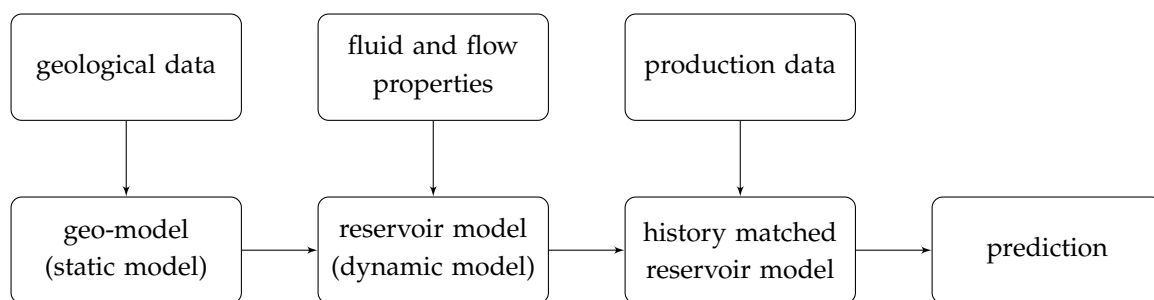 geological data
fluid and flow
properties
production data
geo-model
(static model)
reservoir model
(dynamic model)
history matched
reservoir model
prediction